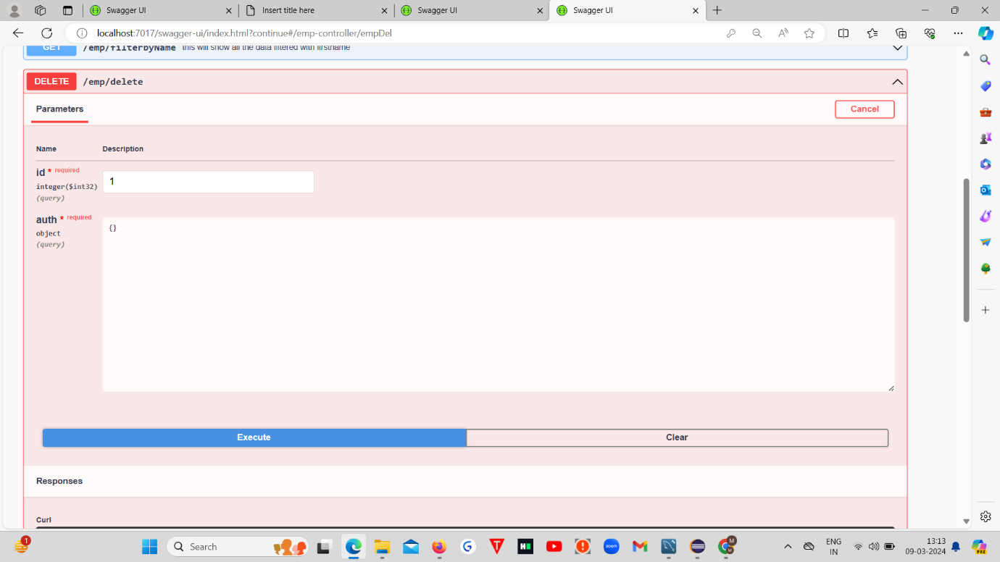 Swagger UI
Insert title here
Swagger UI
Swagger UI
localhost:7017/swagger-ui/index.html?continue#/emp-controller/empDel
GET /emp/filterbyName this will show all the data filtered with firstname
DELETE /emp/delete
Parameters
Cancel
Name Description
id * required
integer($int32)
(query)
1
auth * required
object
(query)
{}
Execute
Clear
Responses
Curl
1
Search
zoom
M
M
ENG
IN
13:13
09-03-2024
PRE